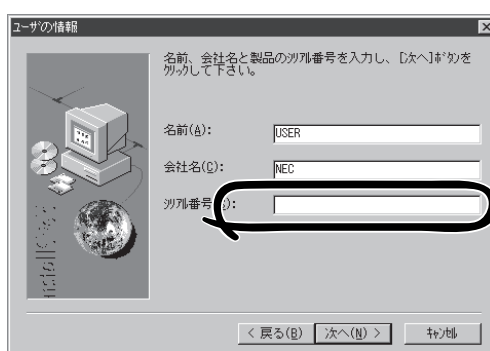 ユーザの情報
名前、会社名と製品のｼﾘｱﾙ番号を入力し、[次へ]ﾎﾞﾀﾝを
ｸﾘｯｸして下さい。
名前(A):
USER
会社名(C):
NEC
ｼﾘｱﾙ番号
):
< 戻る(B)
次へ(N) >
ｷｬﾝｾﾙ